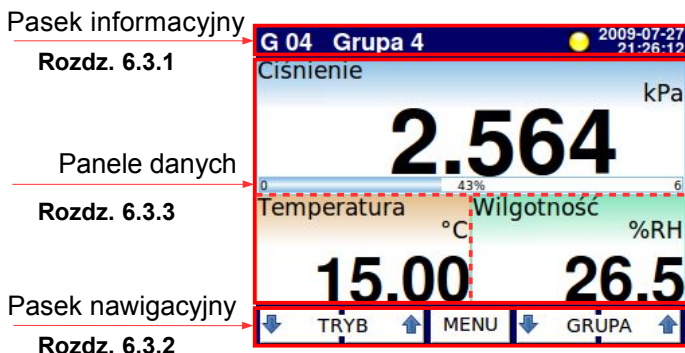 Pasek informacyjny
Rozdz. 6.3.1
G 04 Grupa 4
2009-07-27
21:26:12
Ciśnienie
kPa
2.564
0 43% 6
Panele danych
Rozdz. 6.3.3
Temperatura
°C
15.00
Wilgotność
%RH
26.5
Pasek nawigacyjny
Rozdz. 6.3.2
TRYB MENU GRUPA